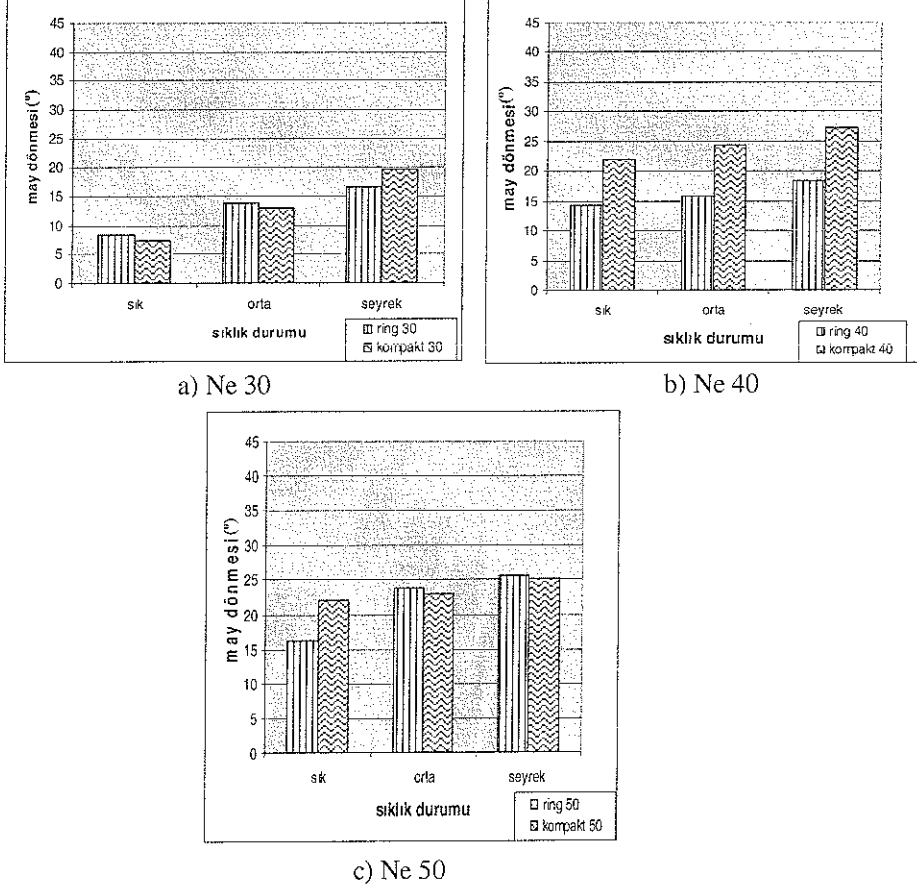 may dönmesi (°)
45
40
35
30
25
20
15
10
5
0
sık orta seyrek
sıklık durumu
ring 30
kompakt 30
a) Ne 30
may dönmesi(°)
45
40
35
30
25
20
15
10
5
0
sık orta seyrek
sıklık durumu
ring 40
kompakt 40
b) Ne 40
may dönmesi (°)
45
40
35
30
25
20
15
10
5
0
sık orta seyrek
sıklık durumu
ring 50
kompakt 50
c) Ne 50